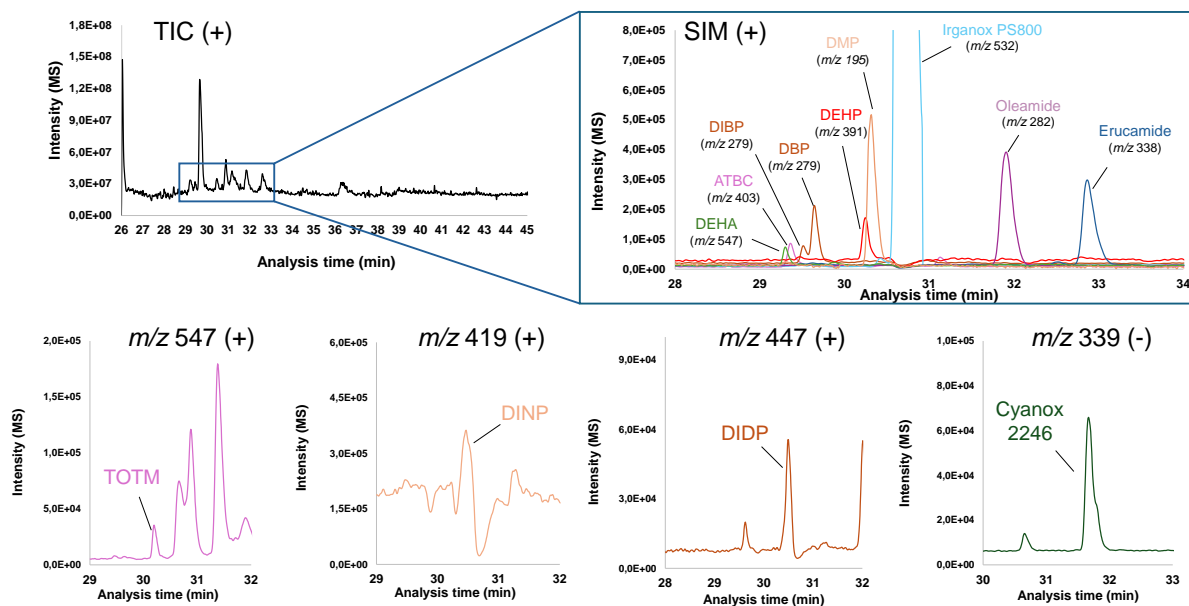 TIC (+)
Intensity (MS)
1,8E+08
1,5E+08
1,2E+08
9,0E+07
6,0E+07
3,0E+07
0,0E+00
26 27 28 29 30 31 32 33 34 35 36 37 38 39 40 41 42 43 44 45
Analysis time (min)
SIM (+)
Intensity (MS)
8,0E+05
7,0E+05
6,0E+05
5,0E+05
4,0E+05
3,0E+05
2,0E+05
1,0E+05
0,0E+00
Irganox PS800
(m/z 532)
DMP
(m/z 195)
DEHP
(m/z 391)
DIBP
(m/z 279)
DBP
(m/z 279)
ATBC
(m/z 403)
DEHA
(m/z 547)
Oleamide
(m/z 282)
Erucamide
(m/z 338)
28 29 30 31 32 33 34
Analysis time (min)
m/z 547 (+)
Intensity (MS)
2,0E+05
1,5E+05
1,0E+05
5,0E+04
0,0E+00
TOTM
29 30 31 32
Analysis time (min)
m/z 419 (+)
Intensity (MS)
6,0E+05
4,5E+05
3,0E+05
1,5E+05
0,0E+00
DINP
29 30 31 32
Analysis time (min)
m/z 447 (+)
Intensity (MS)
9,0E+04
6,0E+04
3,0E+04
0,0E+00
DIDP
28 29 30 31 32
Analysis time (min)
m/z 339 (-)
Intensity (MS)
1,0E+05
8,0E+04
6,0E+04
4,0E+04
2,0E+04
0,0E+00
Cyanox
2246
30 31 32 33
Analysis time (min)